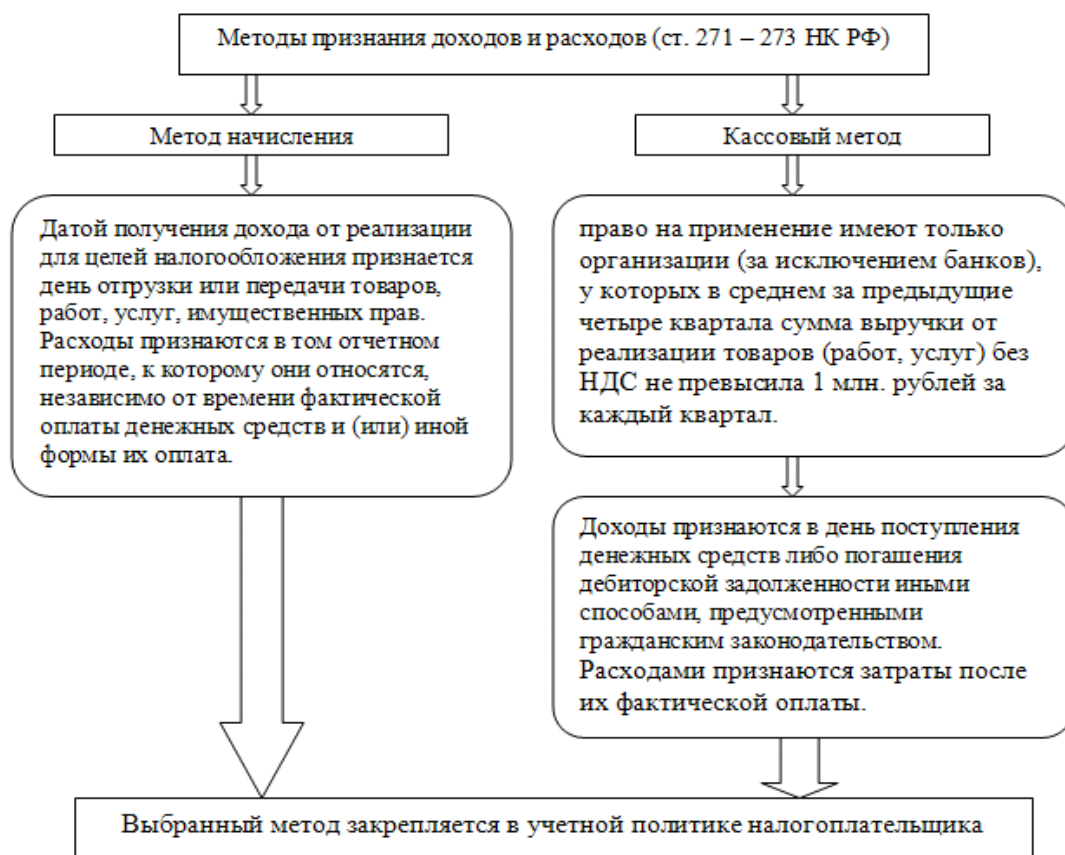 Методы признания доходов и расходов (ст. 271 – 273 НК РФ)
Метод начисления
Кассовый метод
Датой получения дохода от реализации
для целей налогообложения признается
день отгрузки или передачи товаров,
работ, услуг, имущественных прав.
Расходы признаются в том отчетном
периоде, к которому они относятся,
независимо от времени фактической
оплаты денежных средств и (или) иной
формы их оплата.
право на применение имеют только
организации (за исключением банков),
у которых в среднем за предыдущие
четыре квартала сумма выручки от
реализации товаров (работ, услуг) без
НДС не превысила 1 млн. рублей за
каждый квартал.
Доходы признаются в день поступления
денежных средств либо погашения
дебиторской задолженности иными
способами, предусмотренными
гражданским законодательством.
Расходами признаются затраты после
их фактической оплаты.
Выбранный метод закрепляется в учетной политике налогоплательщика